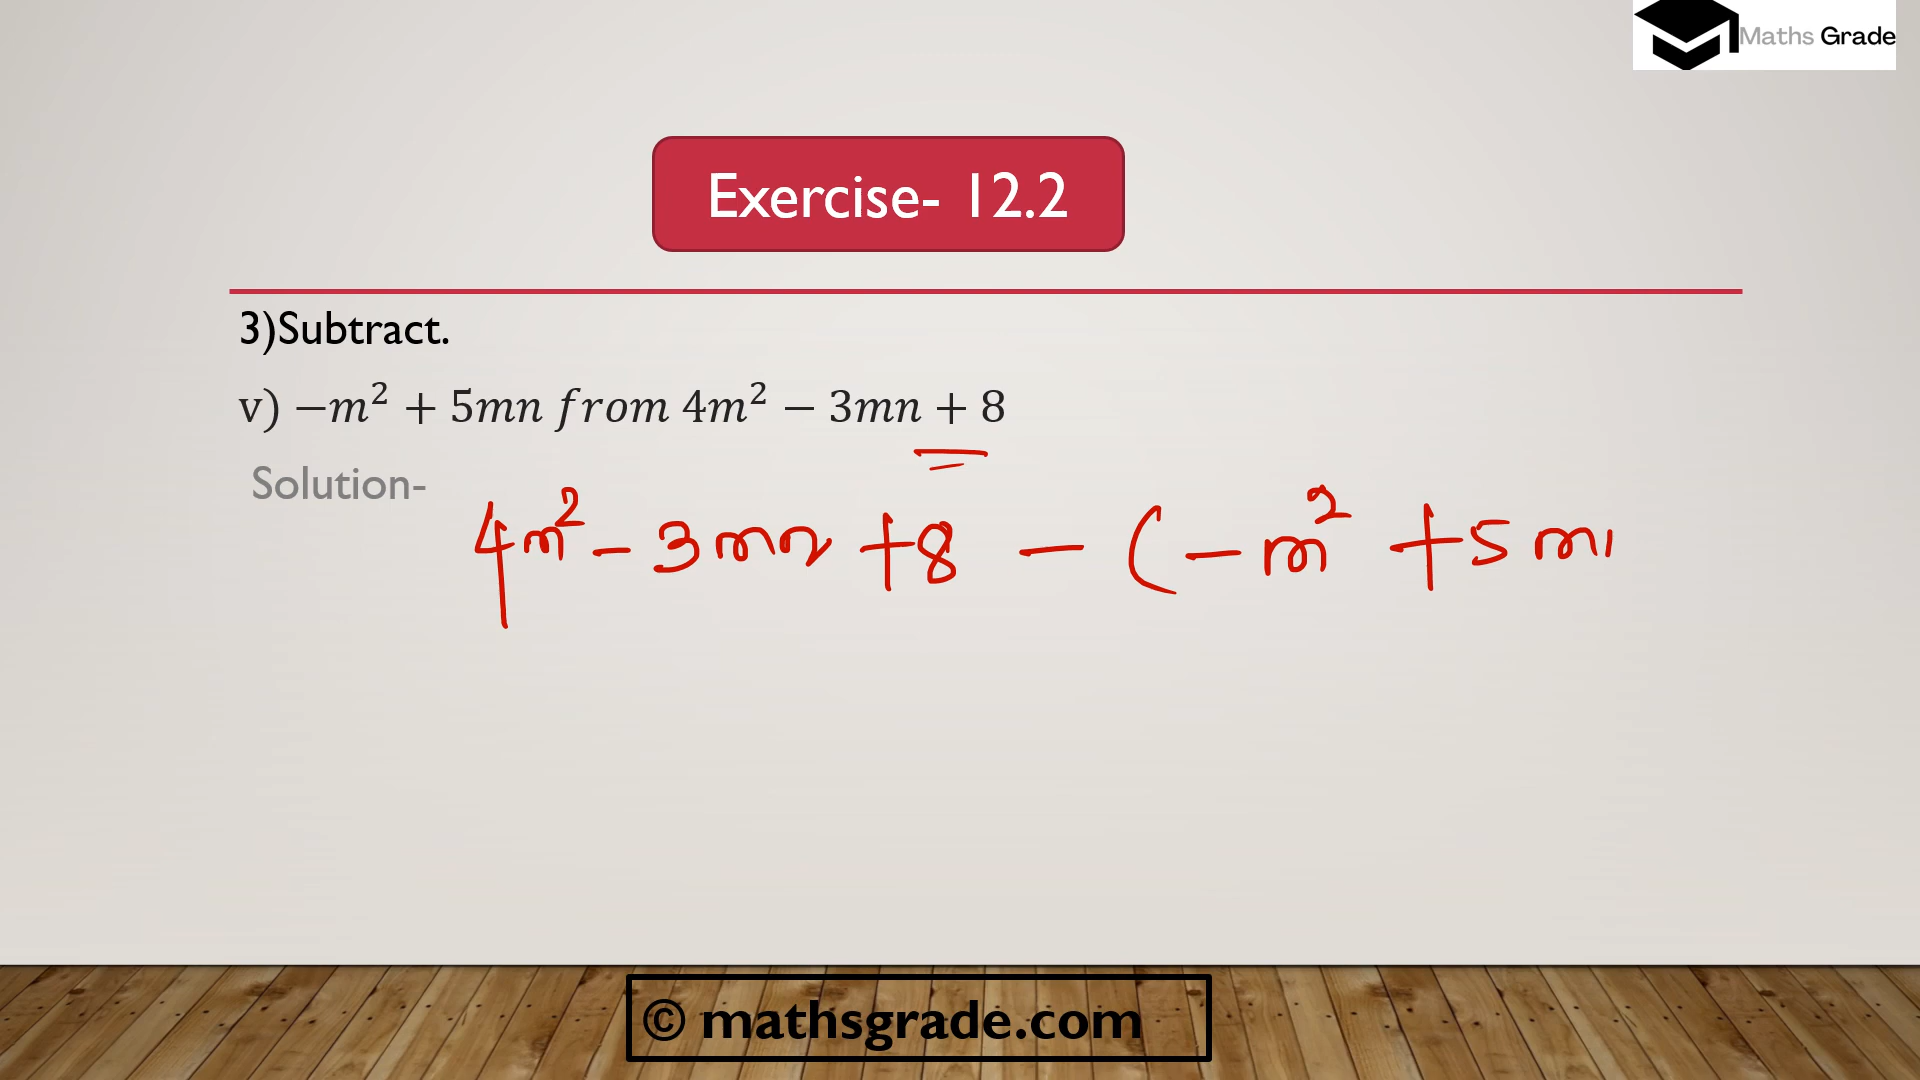 Maths Grade
Exercise- 12.2
3)Subtract.
v) −m² + 5mn from 4m² − 3mn + 8
Solution-
4m² − 3mn + 8 − (−m² + 5m
© mathsgrade.com